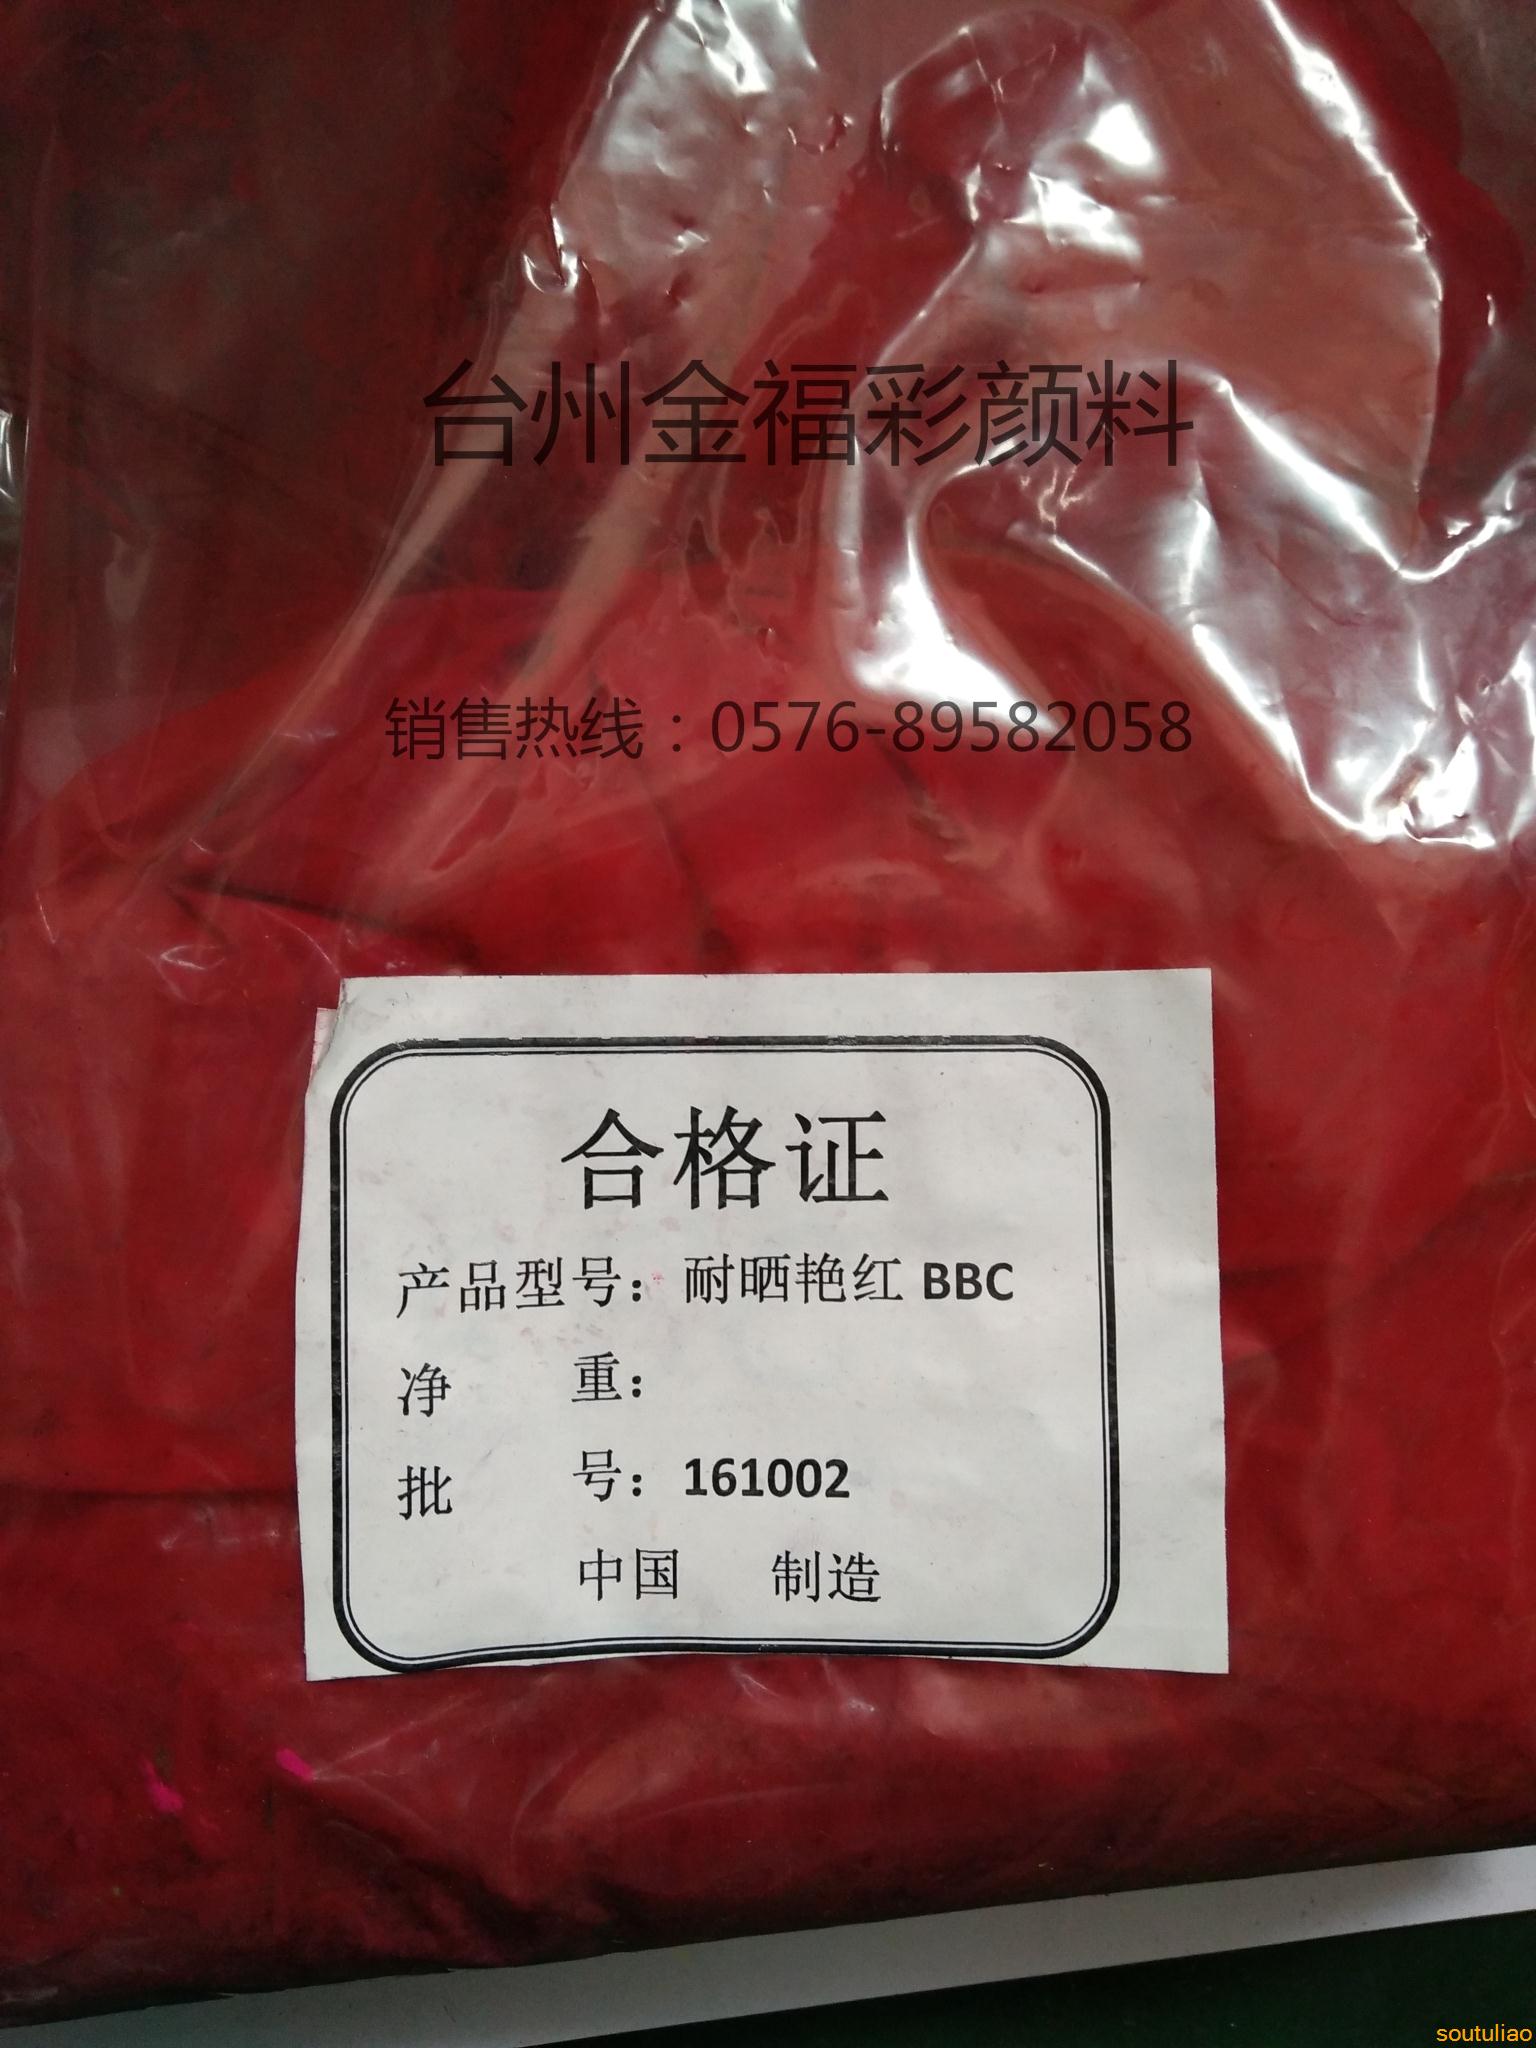 台州金福彩颜料
销售热线：0576-89582058
合格证
产品型号：耐晒艳红 BBC
净 重：
批 号：161002
中国 制造
soutuliao